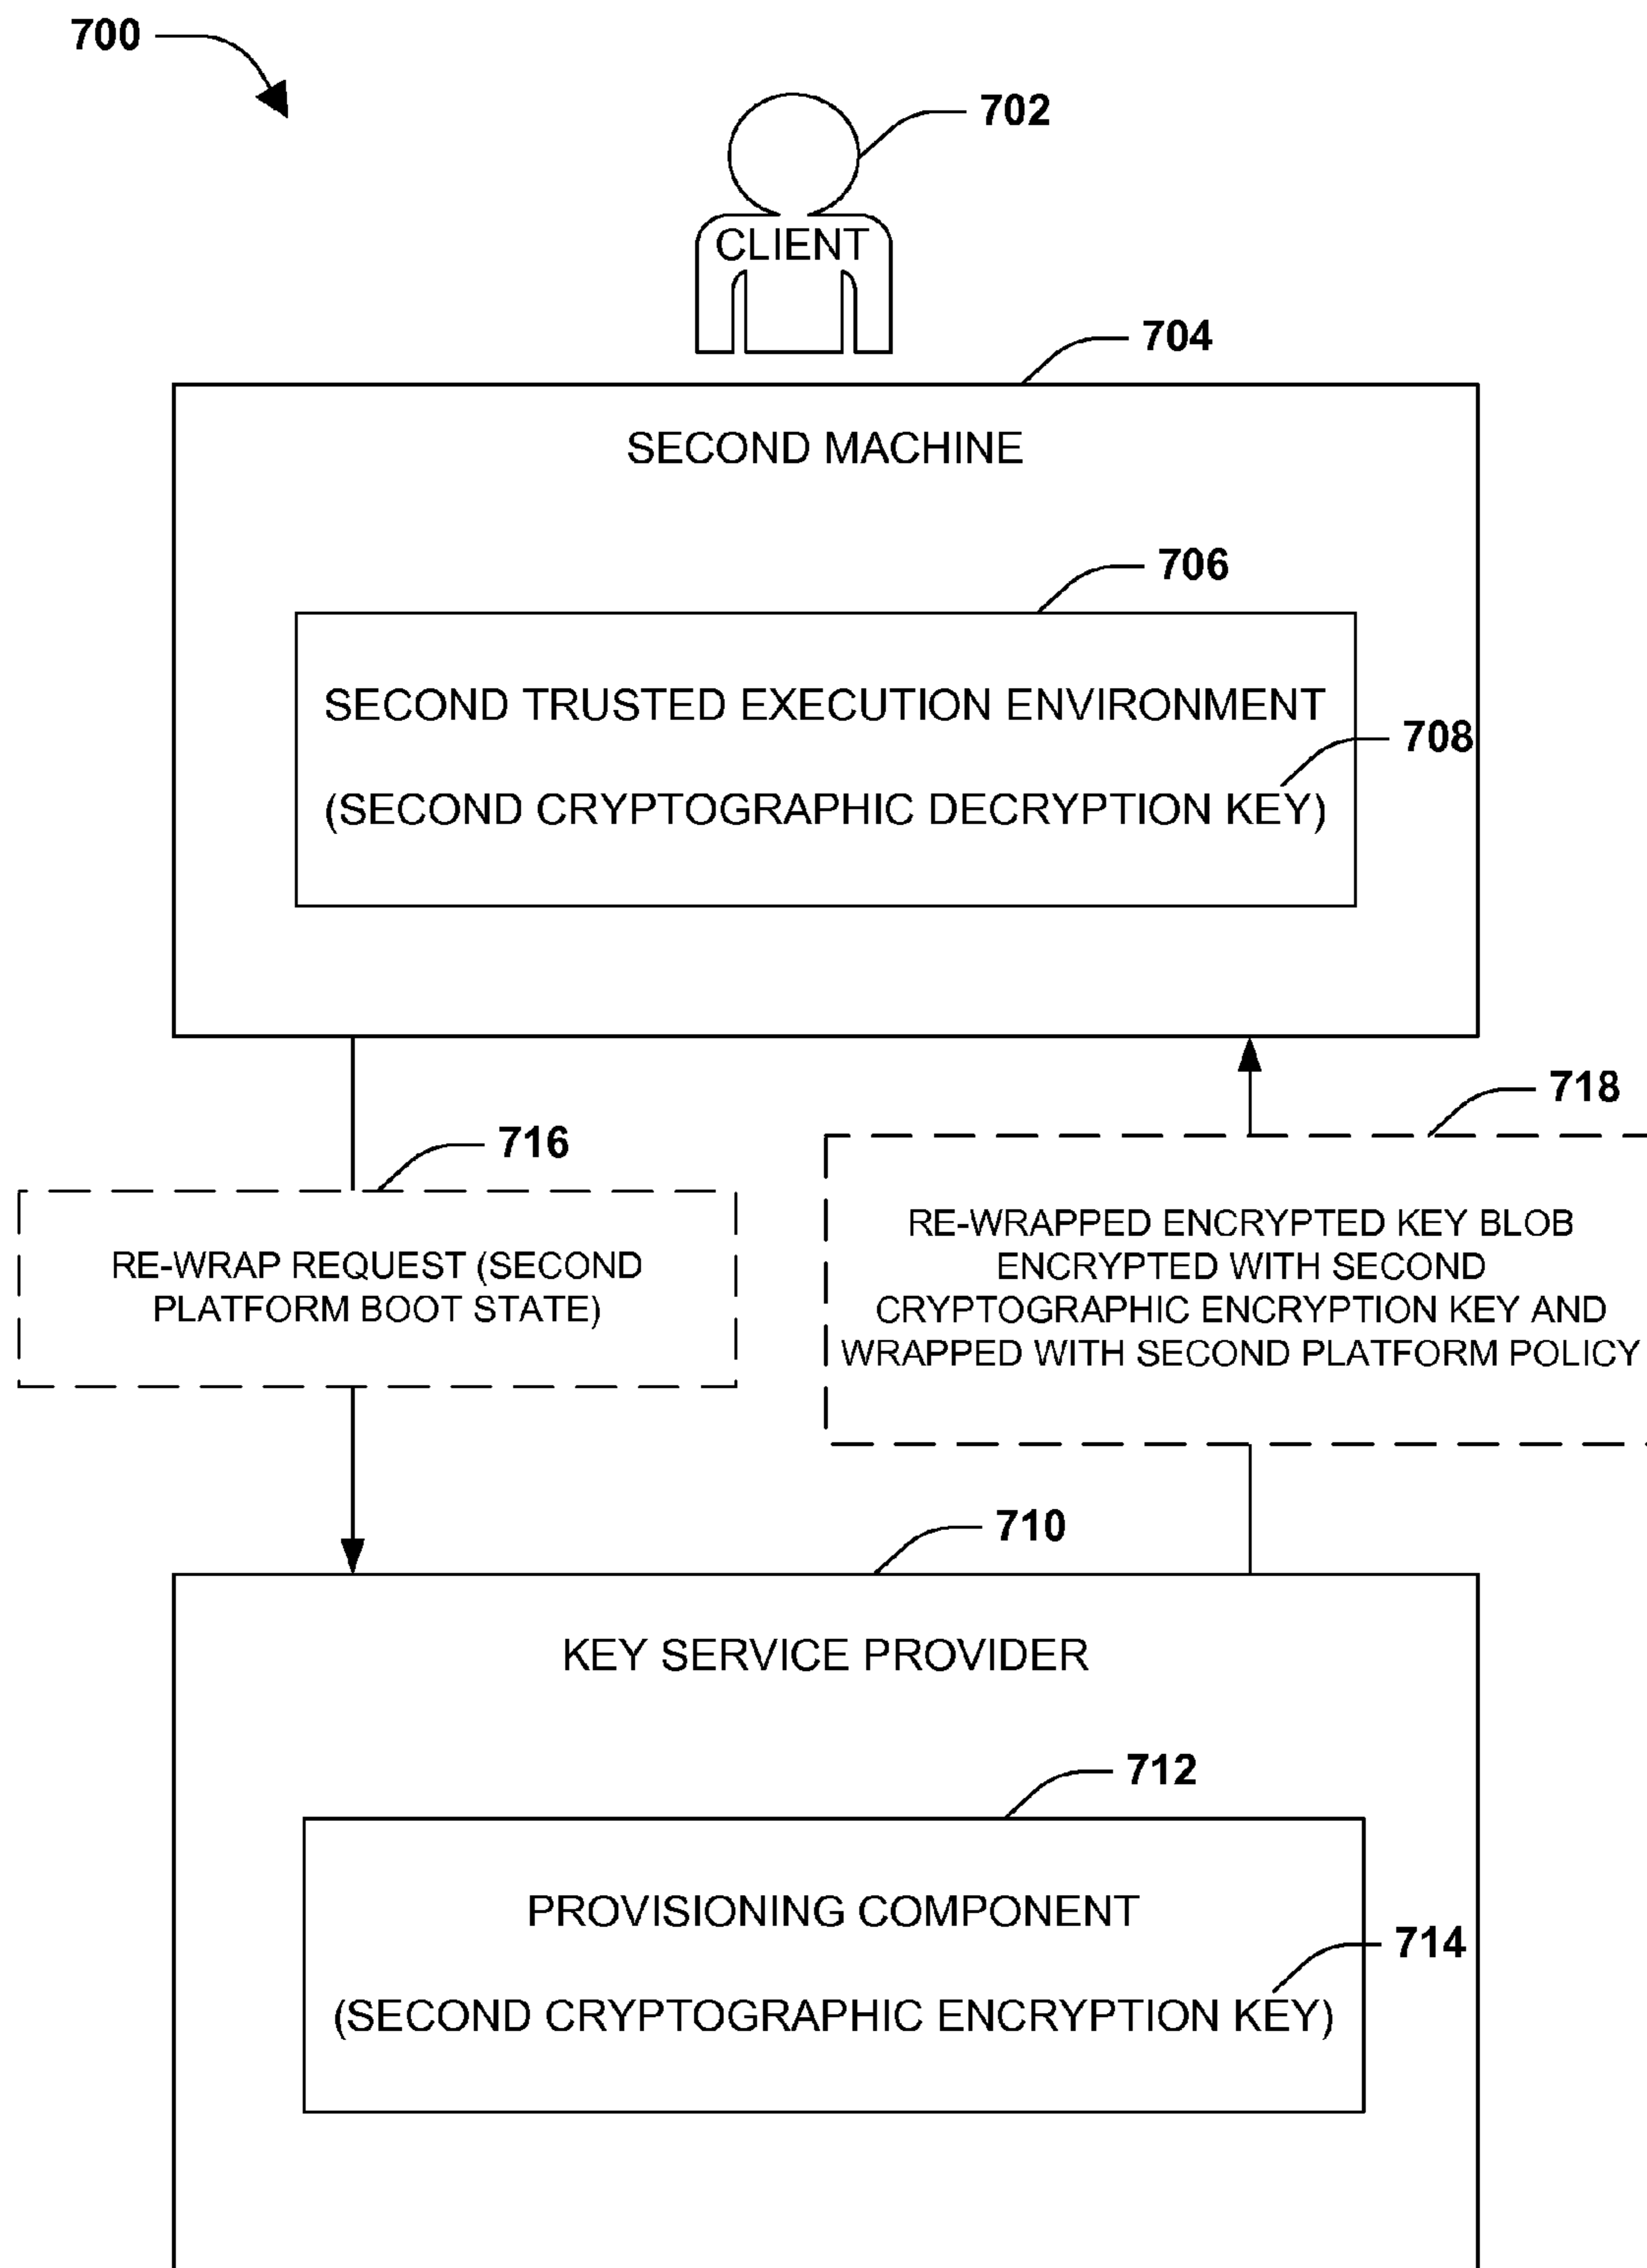 700
702
CLIENT
704
SECOND MACHINE
706
SECOND TRUSTED EXECUTION ENVIRONMENT
708
(SECOND CRYPTOGRAPHIC DECRYPTION KEY)
716
RE-WRAP REQUEST (SECOND
PLATFORM BOOT STATE)
718
RE-WRAPPED ENCRYPTED KEY BLOB
ENCRYPTED WITH SECOND
CRYPTOGRAPHIC ENCRYPTION KEY AND
WRAPPED WITH SECOND PLATFORM POLICY
710
KEY SERVICE PROVIDER
712
PROVISIONING COMPONENT
714
(SECOND CRYPTOGRAPHIC ENCRYPTION KEY)